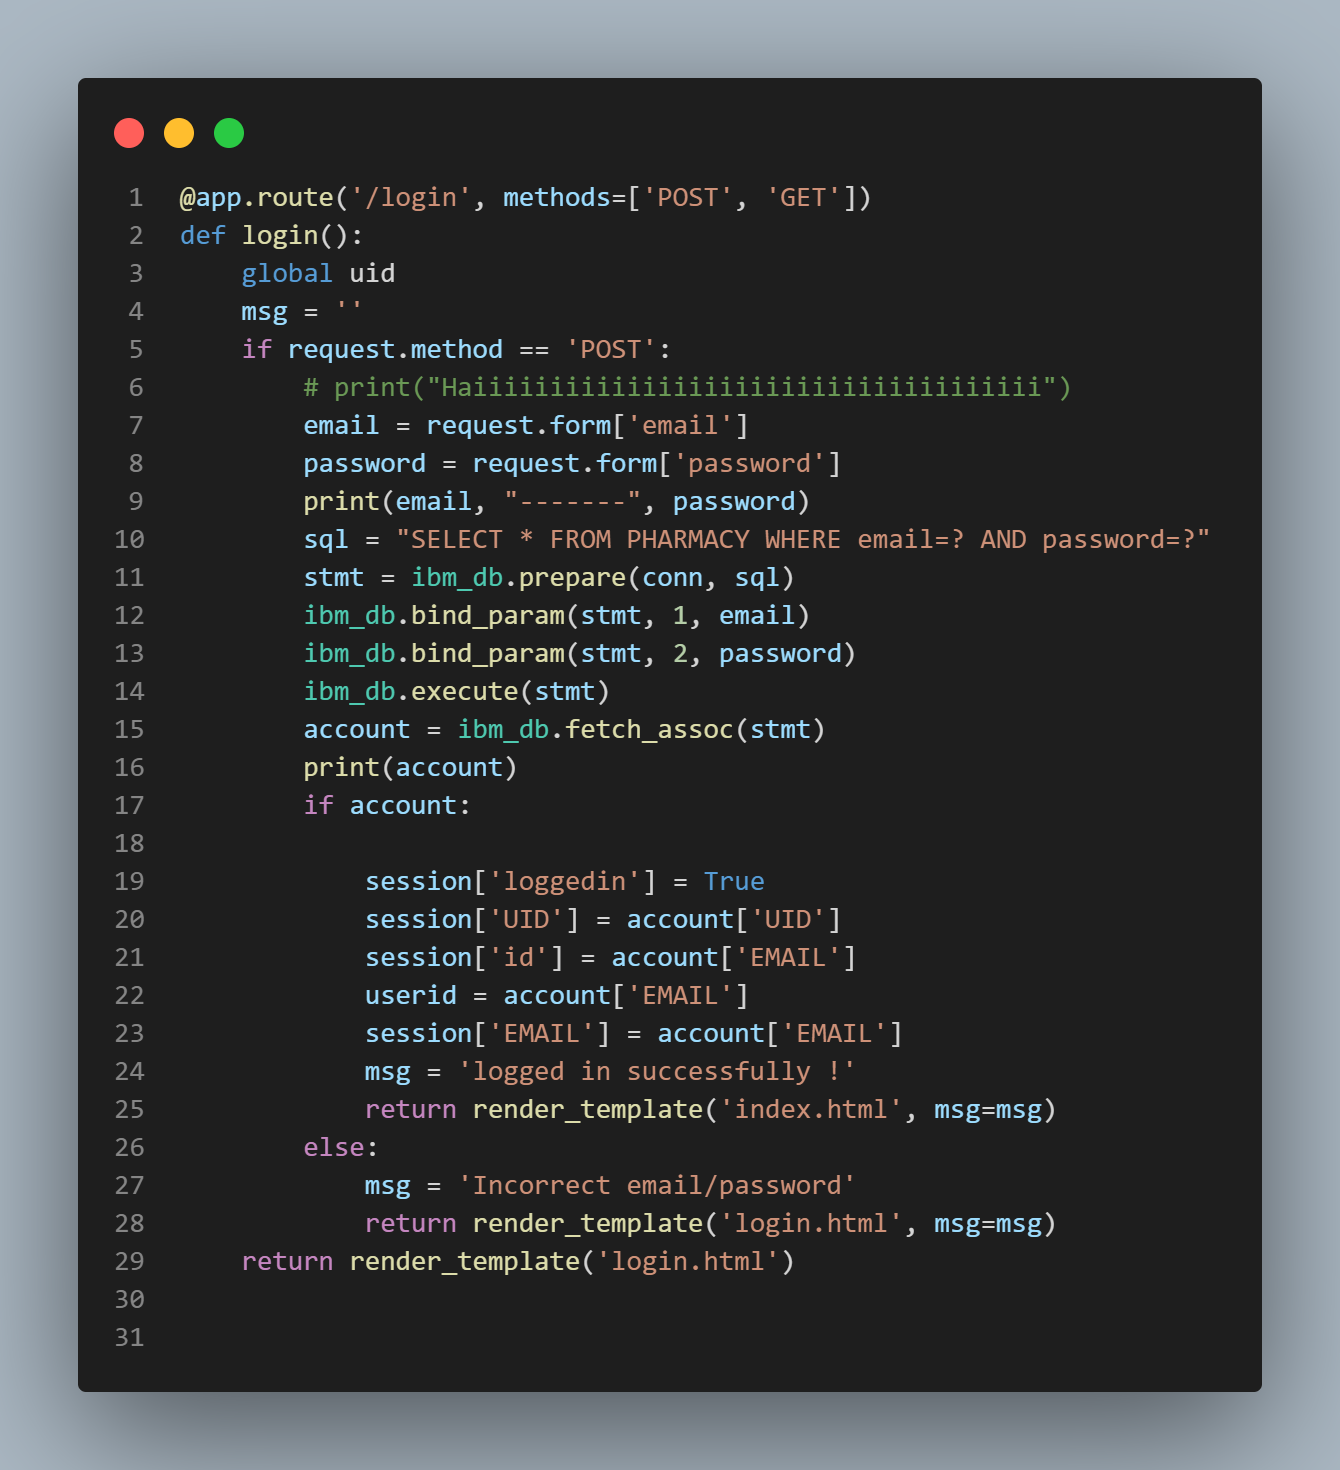 1 @app.route('/login', methods=['POST', 'GET'])
2 def login():
3     global uid
4     msg = ''
5     if request.method == 'POST':
6         # print("Haiiiiiiiiiiiiiiiiiiiiiiiiiiiiiiiiiiiii")
7         email = request.form['email']
8         password = request.form['password']
9         print(email, "-------", password)
10         sql = "SELECT * FROM PHARMACY WHERE email=? AND password=?"
11         stmt = ibm_db.prepare(conn, sql)
12         ibm_db.bind_param(stmt, 1, email)
13         ibm_db.bind_param(stmt, 2, password)
14         ibm_db.execute(stmt)
15         account = ibm_db.fetch_assoc(stmt)
16         print(account)
17         if account:
18
19             session['loggedin'] = True
20             session['UID'] = account['UID']
21             session['id'] = account['EMAIL']
22             userid = account['EMAIL']
23             session['EMAIL'] = account['EMAIL']
24             msg = 'logged in successfully !'
25             return render_template('index.html', msg=msg)
26         else:
27             msg = 'Incorrect email/password'
28             return render_template('login.html', msg=msg)
29     return render_template('login.html')
30
31